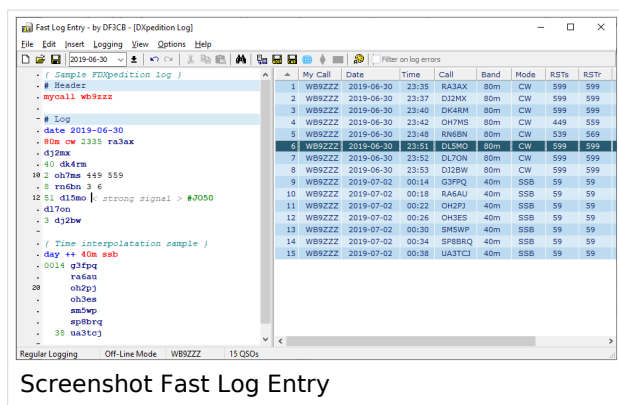 Fast Log Entry - by DF3CB - [DXpedition Log]
File Edit Insert Logging View Options Help
2019-06-30 Filter on log errors
{ Sample FDXpedition log }
# Header
mycall wb9zzz
# Log
date 2019-06-30
80m cw 2335 ra3ax
dj2mx
40 dk4rm
10 2 oh7ms 449 559
8 rn6bn 3 6
12 51 dl5mo < strong signal > #JO50
dl7on
3 dj2bw
{ Time interpolatation sample }
day ++ 40m ssb
0014 g3fpq
ra6au
20 oh2pj
oh3es
sm5wp
sp8brq
38 ua3tcj
My Call Date Time Call Band Mode RSTs RSTr
1 WB9ZZZ 2019-06-30 23:35 RA3AX 80m CW 599 599
2 WB9ZZZ 2019-06-30 23:37 DJ2MX 80m CW 599 599
3 WB9ZZZ 2019-06-30 23:40 DK4RM 80m CW 599 599
4 WB9ZZZ 2019-06-30 23:42 OH7MS 80m CW 449 559
5 WB9ZZZ 2019-06-30 23:48 RN6BN 80m CW 539 569
6 WB9ZZZ 2019-06-30 23:51 DL5MO 80m CW 599 599
7 WB9ZZZ 2019-06-30 23:52 DL7ON 80m CW 599 599
8 WB9ZZZ 2019-06-30 23:53 DJ2BW 80m CW 599 599
9 WB9ZZZ 2019-07-02 00:14 G3FPQ 40m SSB 59 59
10 WB9ZZZ 2019-07-02 00:18 RA6AU 40m SSB 59 59
11 WB9ZZZ 2019-07-02 00:22 OH2PJ 40m SSB 59 59
12 WB9ZZZ 2019-07-02 00:26 OH3ES 40m SSB 59 59
13 WB9ZZZ 2019-07-02 00:30 SM5WP 40m SSB 59 59
14 WB9ZZZ 2019-07-02 00:34 SP8BRQ 40m SSB 59 59
15 WB9ZZZ 2019-07-02 00:38 UA3TCJ 40m SSB 59 59
Regular Logging Off-Line Mode WB9ZZZ 15 QSOs
Screenshot Fast Log Entry